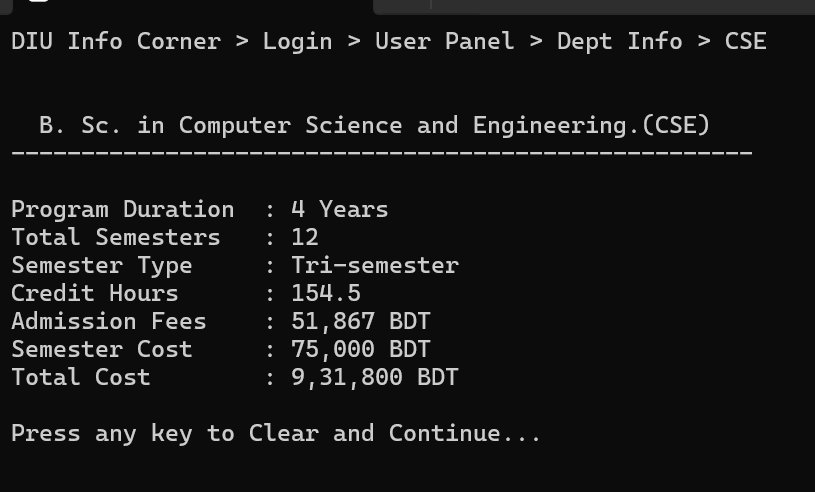 DIU Info Corner > Login > User Panel > Dept Info > CSE
B. Sc. in Computer Science and Engineering.(CSE)
-----------------------------------------------------
Program Duration : 4 Years
Total Semesters : 12
Semester Type : Tri-semester
Credit Hours : 154.5
Admission Fees : 51,867 BDT
Semester Cost : 75,000 BDT
Total Cost : 9,31,800 BDT
Press any key to Clear and Continue...